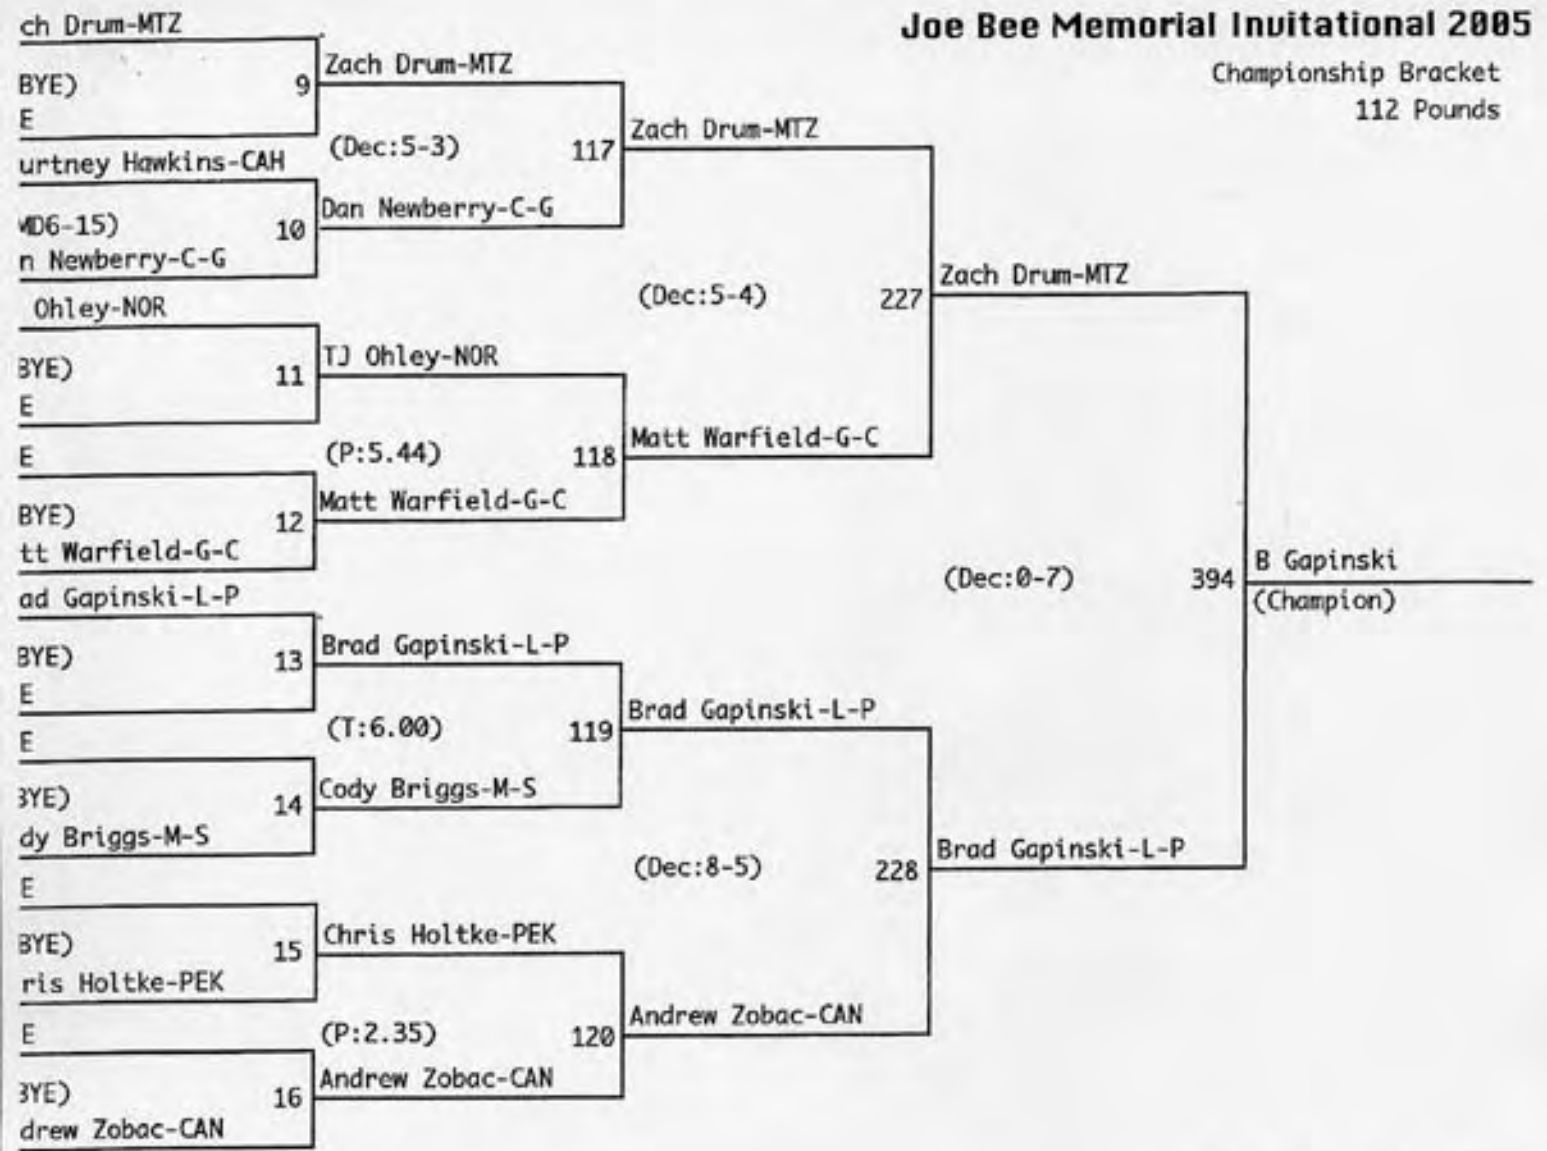 Joe Bee Memorial Invitational 2005
Championship Bracket
112 Pounds
ch Drum-MTZ
BYE)
9
E
Zach Drum-MTZ
(Dec:5-3)
117
urtney Hawkins-CAH
MD6-15)
10
n Newberry-C-G
Dan Newberry-C-G
Zach Drum-MTZ
(Dec:5-4)
227
Ohley-NOR
BYE)
11
E
TJ Ohley-NOR
(P:5.44)
118
E
BYE)
12
tt Warfield-G-C
Matt Warfield-G-C
Matt Warfield-G-C
Zach Drum-MTZ
(Dec:0-7)
394
B Gapinski
(Champion)
ad Gapinski-L-P
BYE)
13
E
Brad Gapinski-L-P
(T:6.00)
119
E
BYE)
14
dy Briggs-M-S
Cody Briggs-M-S
Brad Gapinski-L-P
(Dec:8-5)
228
Brad Gapinski-L-P
E
BYE)
15
ris Holtke-PEK
Chris Holtke-PEK
(P:2.35)
120
E
BYE)
16
drew Zobac-CAN
Andrew Zobac-CAN
Andrew Zobac-CAN